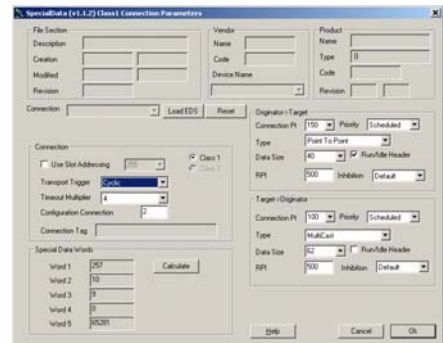 SpecialData (v1.1.2) Class1 Connection Parameters
File Section
Description
Creation
Modified
Revision
Vendor
Name
Code
Device Name
Product
Name
Type 0
Code
Revision
Connection Load EDS Reset
Connection
Use Slot Addressing 255
Class 1
Class 3
Transport Trigger Cyclic
Timeout Multiplier 4
Configuration Connection 2
Connection Tag
Special Data Words
Word 1 257
Word 2 10
Word 3 9
Word 4 0
Word 5 65281
Calculate
Originator->Target
Connection Pt 150 Priority Scheduled
Type Point To Point
Data Size 40 Run/Idle Header
RPI 500 Inhibition Default
Target->Originator
Connection Pt 100 Priority Scheduled
Type MultiCast
Data Size 62 Run/Idle Header
RPI 500 Inhibition Default
Help Cancel Ok